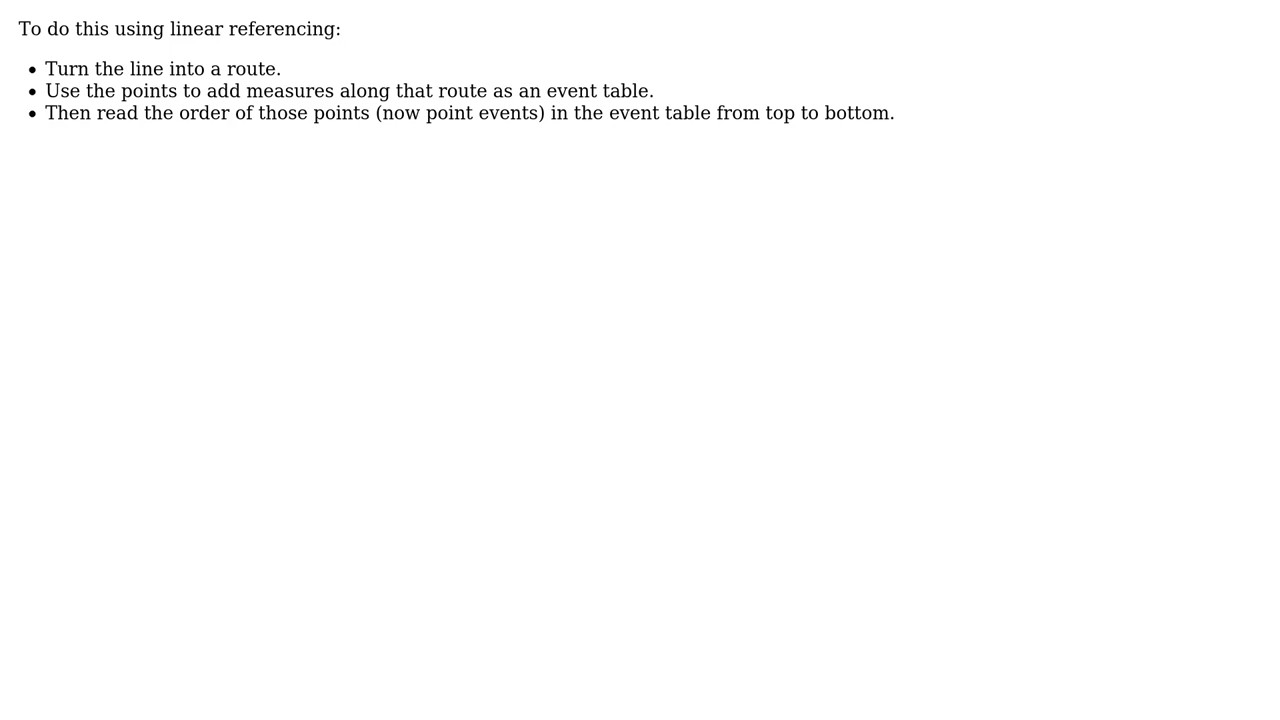 To do this using linear referencing:
• Turn the line into a route.
• Use the points to add measures along that route as an event table.
• Then read the order of those points (now point events) in the event table from top to bottom.